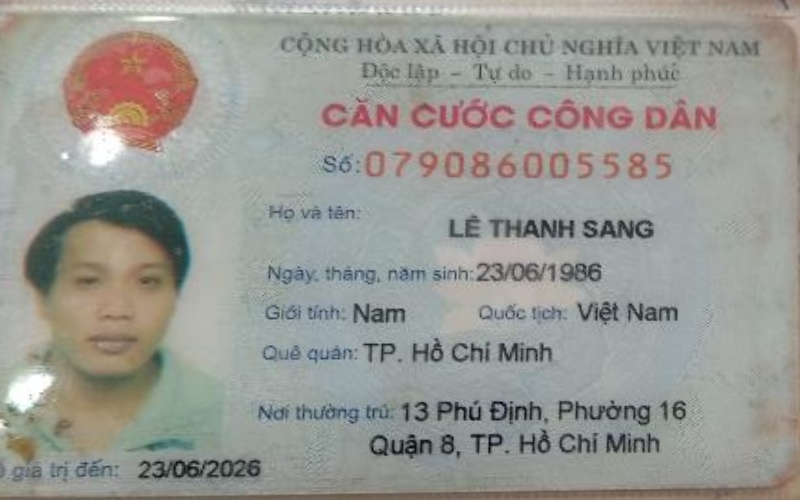 CỘNG HÒA XÃ HỘI CHỦ NGHĨA VIỆT NAM
Độc lập - Tự do - Hạnh phúc
CĂN CƯỚC CÔNG DÂN
Số: 079086005585
Họ và tên:
LÊ THANH SANG
Ngày, tháng, năm sinh: 23/06/1986
Giới tính: Nam Quốc tịch: Việt Nam
Quê quán: TP. Hồ Chí Minh
Nơi thường trú: 13 Phú Định, Phường 16
Quận 8, TP. Hồ Chí Minh
giá trị đến: 23/06/2026